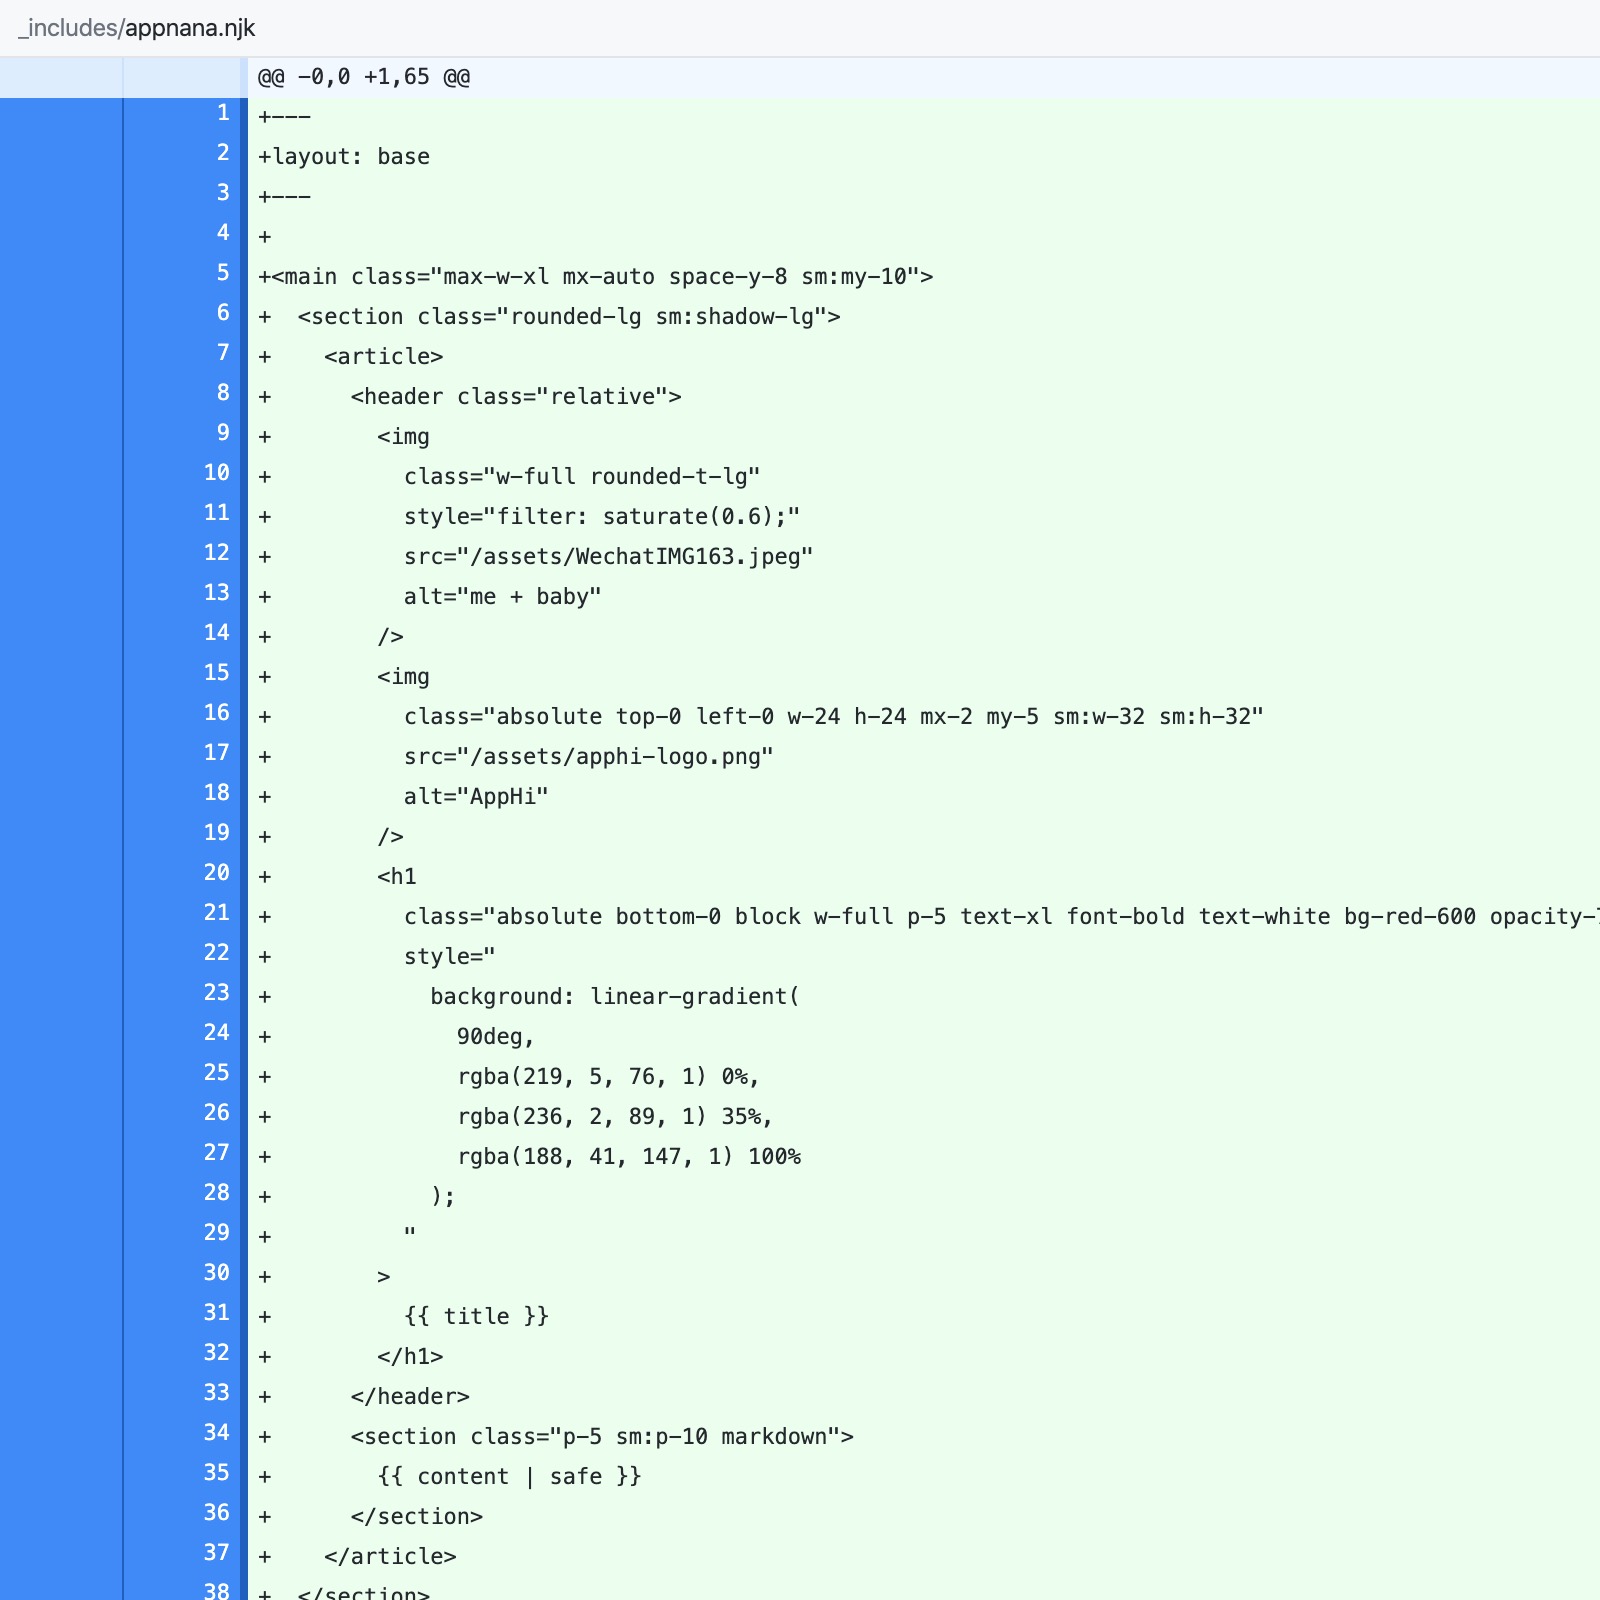 _includes/appnana.njk
@@ -0,0 +1,65 @@
1 +---
2 +layout: base
3 +---
4 +
5 +<main class="max-w-xl mx-auto space-y-8 sm:my-10">
6 +  <section class="rounded-lg sm:shadow-lg">
7 +    <article>
8 +      <header class="relative">
9 +        <img
10 +          class="w-full rounded-t-lg"
11 +          style="filter: saturate(0.6);"
12 +          src="/assets/WechatIMG163.jpeg"
13 +          alt="me + baby"
14 +        />
15 +        <img
16 +          class="absolute top-0 left-0 w-24 h-24 mx-2 my-5 sm:w-32 sm:h-32"
17 +          src="/assets/apphi-logo.png"
18 +          alt="AppHi"
19 +        />
20 +        <h1
21 +          class="absolute bottom-0 block w-full p-5 text-xl font-bold text-white bg-red-600 opacity-
22 +          style="
23 +            background: linear-gradient(
24 +              90deg,
25 +              rgba(219, 5, 76, 1) 0%,
26 +              rgba(236, 2, 89, 1) 35%,
27 +              rgba(188, 41, 147, 1) 100%
28 +            );
29 +          "
30 +        >
31 +          {{ title }}
32 +        </h1>
33 +      </header>
34 +      <section class="p-5 sm:p-10 markdown">
35 +        {{ content | safe }}
36 +      </section>
37 +    </article>
38 +  </section>